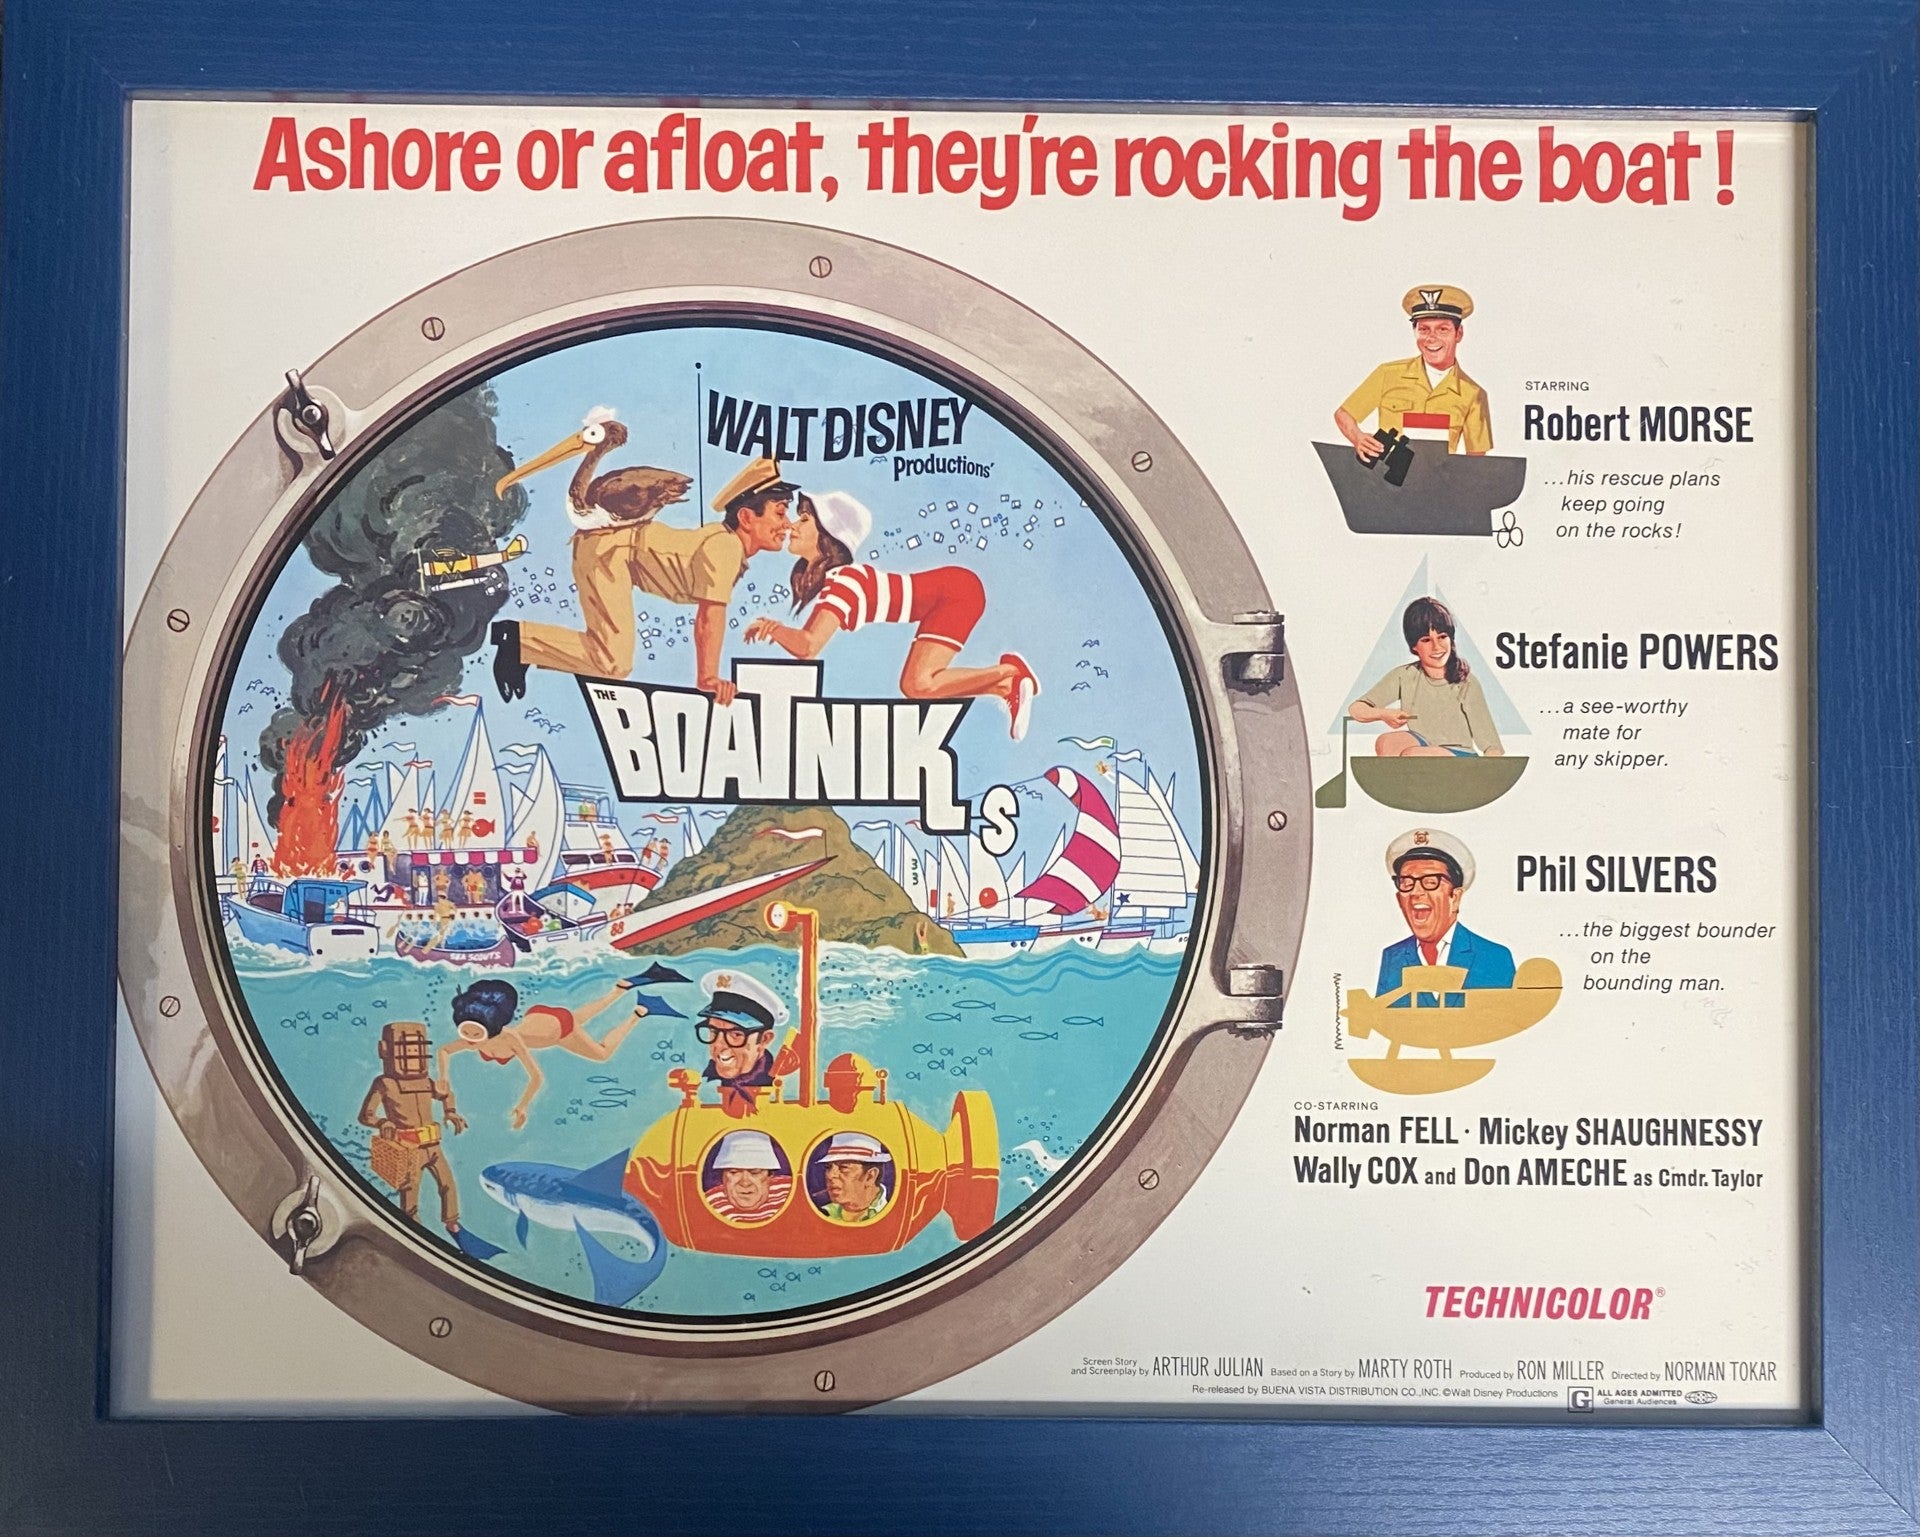 Ashore or afloat, they're rocking the boat!
WALT DISNEY
Productions'
THE
BOATNIKS
SEA SCOUTS
88
2
STARRING
Robert MORSE
...his rescue plans
keep going
on the rocks!
Stefanie POWERS
...a see-worthy
mate for
any skipper.
Phil SILVERS
...the biggest bounder
on the
bounding man.
CO-STARRING
Norman FELL · Mickey SHAUGHNESSY
Wally COX and Don AMECHE as Cmdr. Taylor
TECHNICOLOR®
Screen Story
and Screenplay by ARTHUR JULIAN Based on a Story by MARTY ROTH Produced by RON MILLER Directed by NORMAN TOKAR
Re-released by BUENA VISTA DISTRIBUTION CO., INC. ©Walt Disney Productions
G ALL AGES ADMITTED
General Audiences